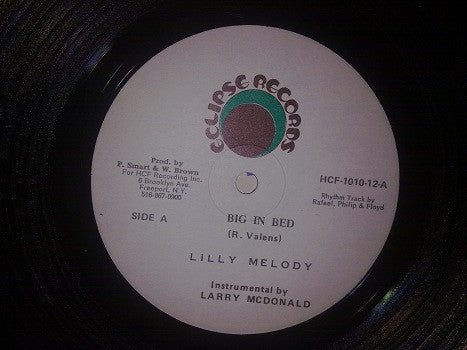 ECLIPSE RECORDS
Prod. by
P. Smart & W. Brown
For HCF Recording Inc.
6 Brooklyn Ave.
Freeport, N.Y.
516-867-0900
HCF-1010-12-A
Rhythm Track by
Rafael, Philip & Floyd
SIDE A
BIG IN BED
(R. Valens)
LILLY MELODY
Instrumental by
LARRY MCDONALD